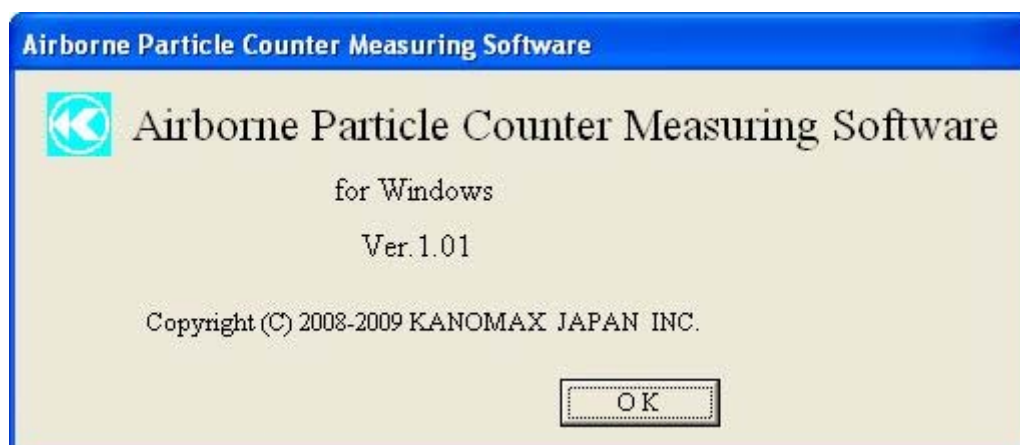 Airborne Particle Counter Measuring Software
Airborne Particle Counter Measuring Software
for Windows
Ver.1.01
Copyright (C) 2008-2009 KANOMAX JAPAN INC.
OK